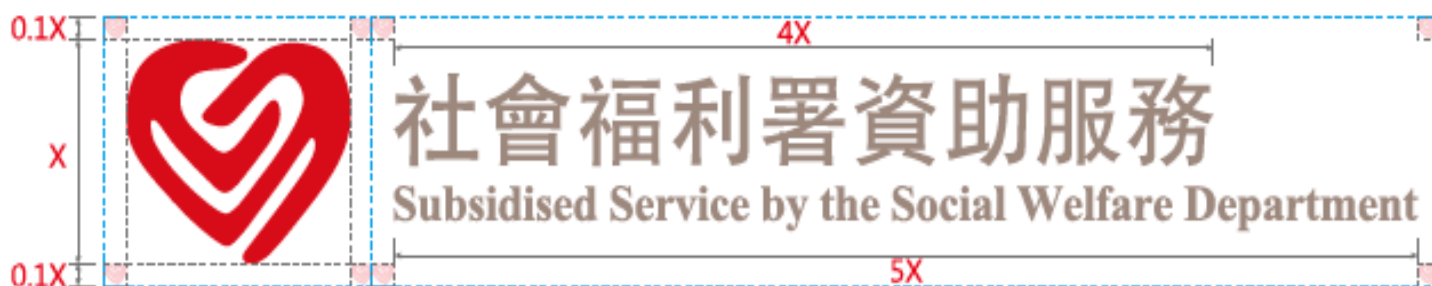 0.1X
4X
社會福利署資助服務
X
Subsidised Service by the Social Welfare Department
0.1X
5X